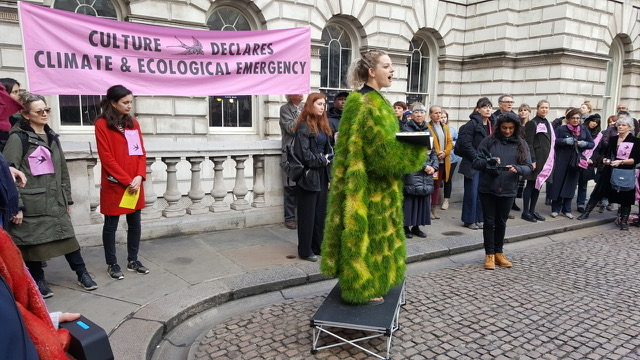 CULTURE DECLARES
CLIMATE & ECOLOGICAL EMERGENCY